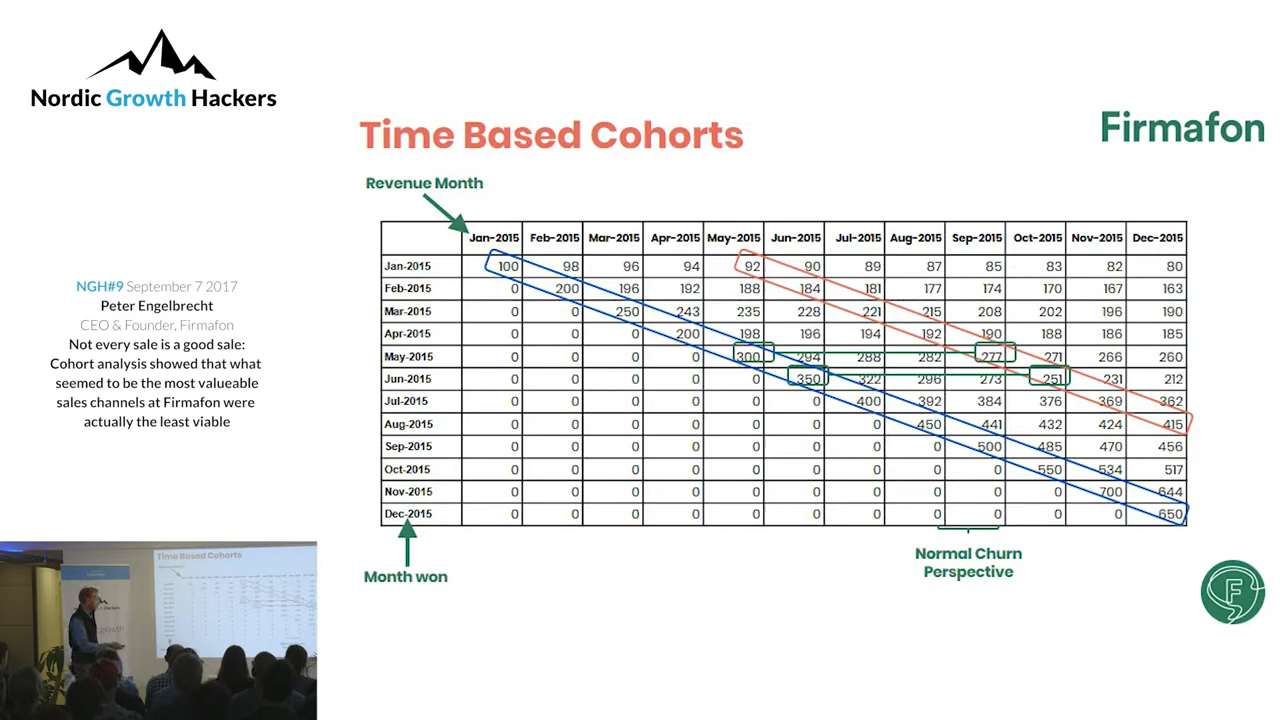 Nordic Growth Hackers
Time Based Cohorts
Firmafon
Revenue Month
Jan-2015 Feb-2015 Mar-2015 Apr-2015 May-2015 Jun-2015 Jul-2015 Aug-2015 Sep-2015 Oct-2015 Nov-2015 Dec-2015
Jan-2015 100 98 96 94 92 90 89 87 85 83 82 80
Feb-2015 0 200 196 192 188 184 181 177 174 170 167 163
Mar-2015 0 0 250 243 235 228 221 215 208 202 196 190
Apr-2015 0 0 0 200 198 196 194 192 190 188 186 185
May-2015 0 0 0 0 300 294 288 282 277 271 266 260
Jun-2015 0 0 0 0 0 350 322 296 273 251 231 212
Jul-2015 0 0 0 0 0 0 400 392 384 376 369 362
Aug-2015 0 0 0 0 0 0 0 450 441 432 424 415
Sep-2015 0 0 0 0 0 0 0 0 500 485 470 456
Oct-2015 0 0 0 0 0 0 0 0 0 550 534 517
Nov-2015 0 0 0 0 0 0 0 0 0 0 700 644
Dec-2015 0 0 0 0 0 0 0 0 0 0 0 650
Month won
Normal Churn
Perspective
F
NGH#9 September 7 2017
Peter Engelbrecht
CEO & Founder, Firmafon
Not every sale is a good sale:
Cohort analysis showed that what
seemed to be the most valueable
sales channels at Firmafon were
actually the least viable
Time Based Cohorts